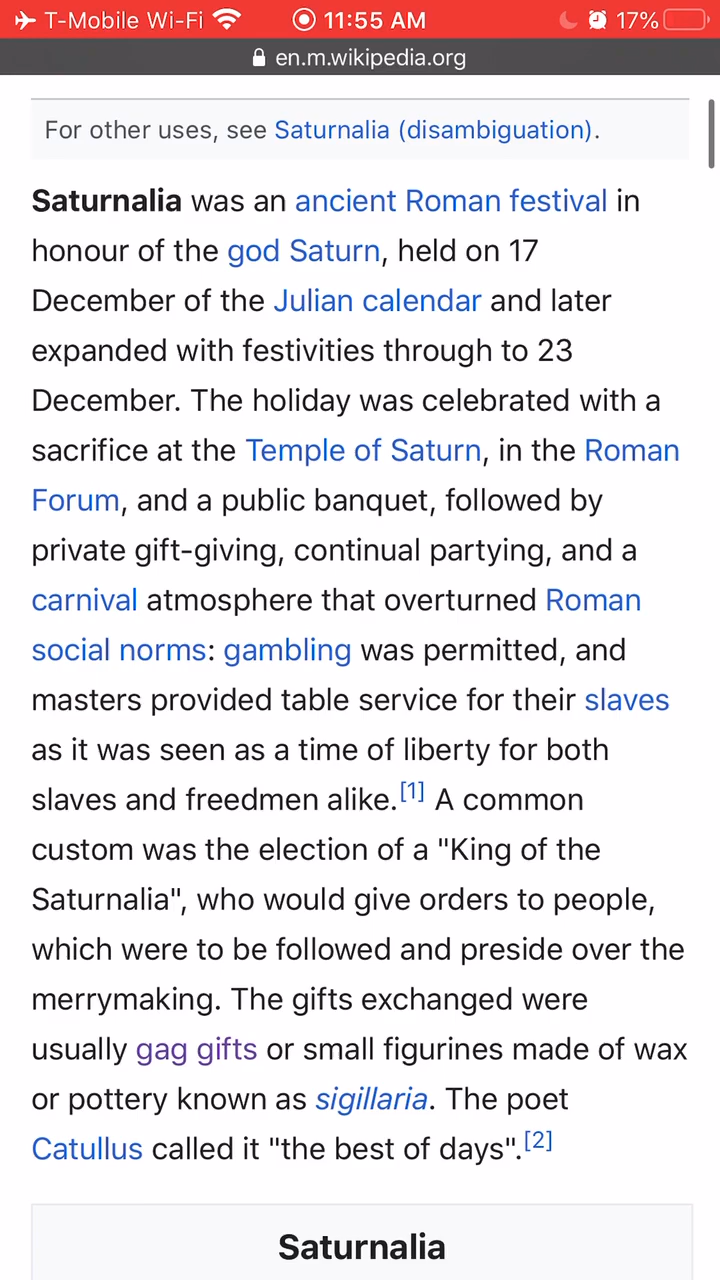 T-Mobile Wi-Fi 11:55 AM 17%
en.m.wikipedia.org
For other uses, see Saturnalia (disambiguation).
Saturnalia was an ancient Roman festival in
honour of the god Saturn, held on 17
December of the Julian calendar and later
expanded with festivities through to 23
December. The holiday was celebrated with a
sacrifice at the Temple of Saturn, in the Roman
Forum, and a public banquet, followed by
private gift-giving, continual partying, and a
carnival atmosphere that overturned Roman
social norms: gambling was permitted, and
masters provided table service for their slaves
as it was seen as a time of liberty for both
slaves and freedmen alike.[1] A common
custom was the election of a "King of the
Saturnalia", who would give orders to people,
which were to be followed and preside over the
merrymaking. The gifts exchanged were
usually gag gifts or small figurines made of wax
or pottery known as sigillaria. The poet
Catullus called it "the best of days".[2]
Saturnalia